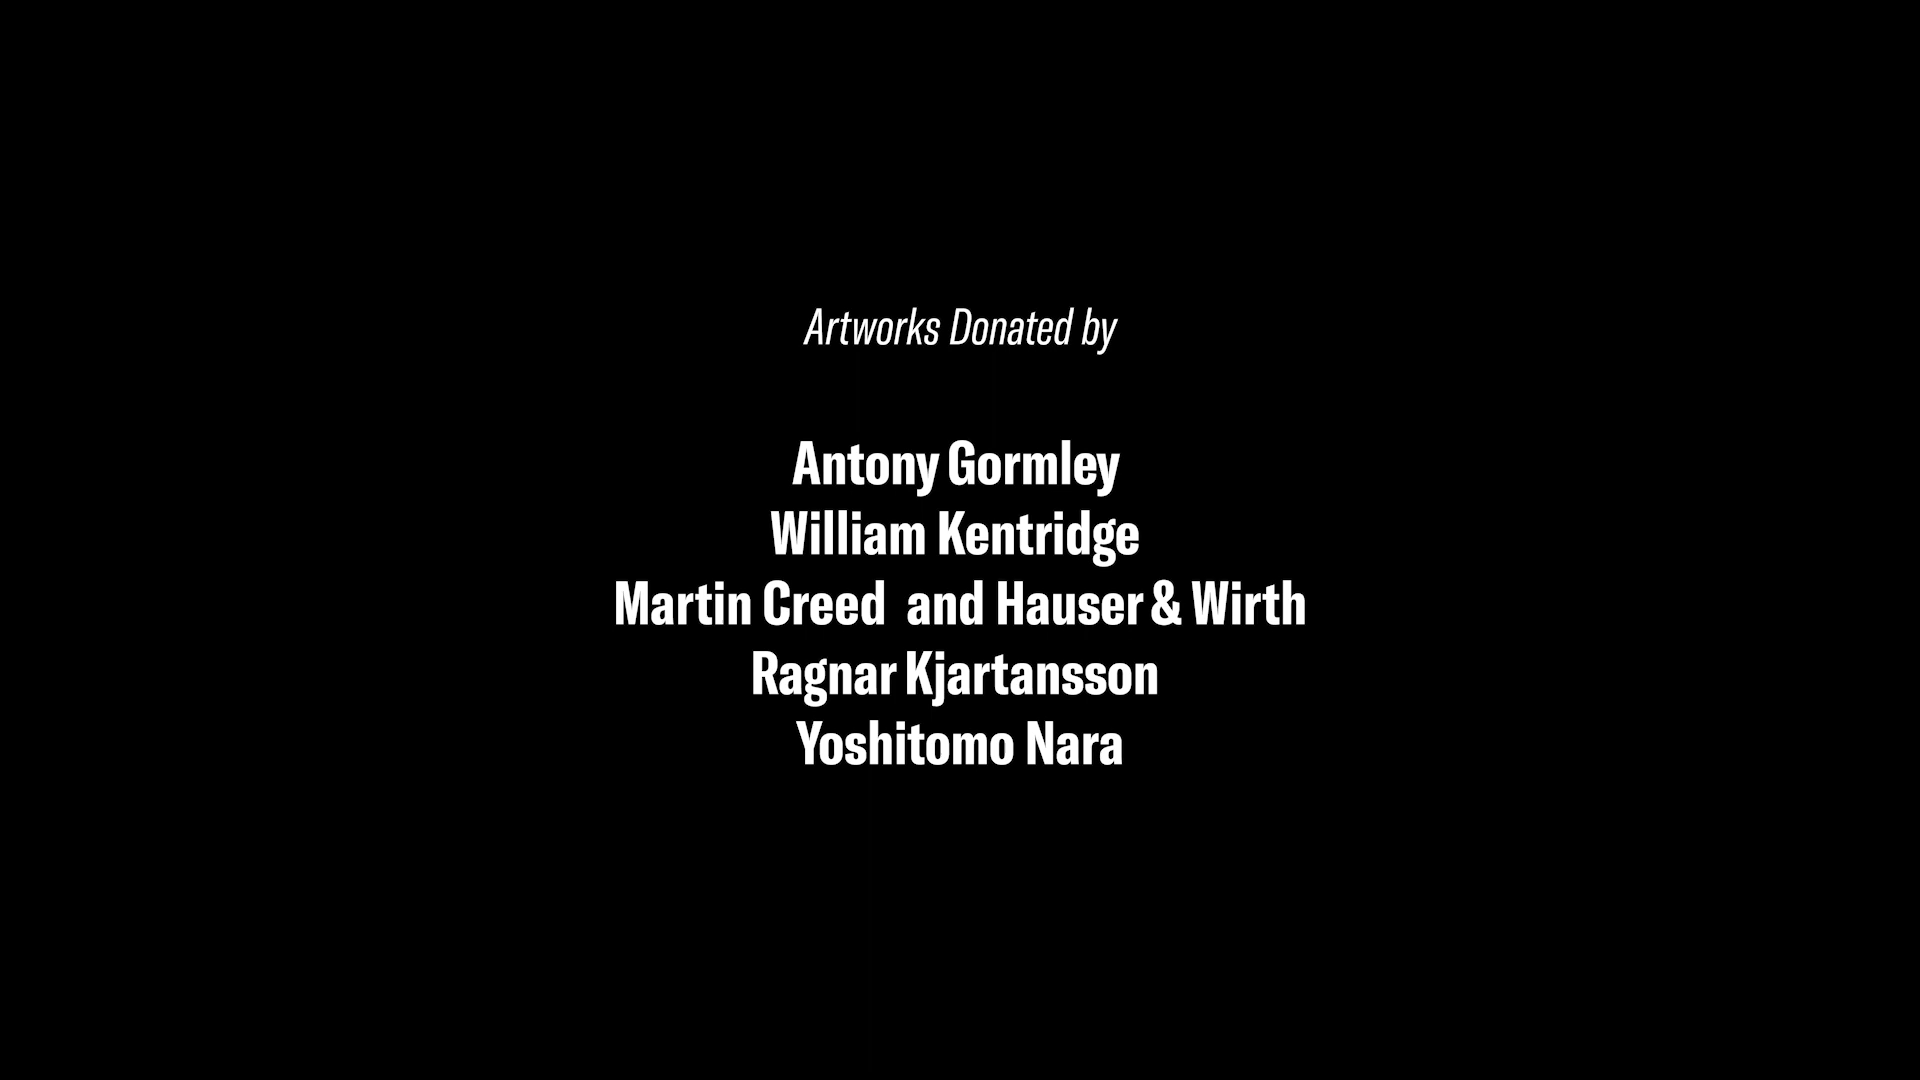 Artworks Donated by
Antony Gormley
William Kentridge
Martin Creed  and Hauser & Wirth
Ragnar Kjartansson
Yoshitomo Nara